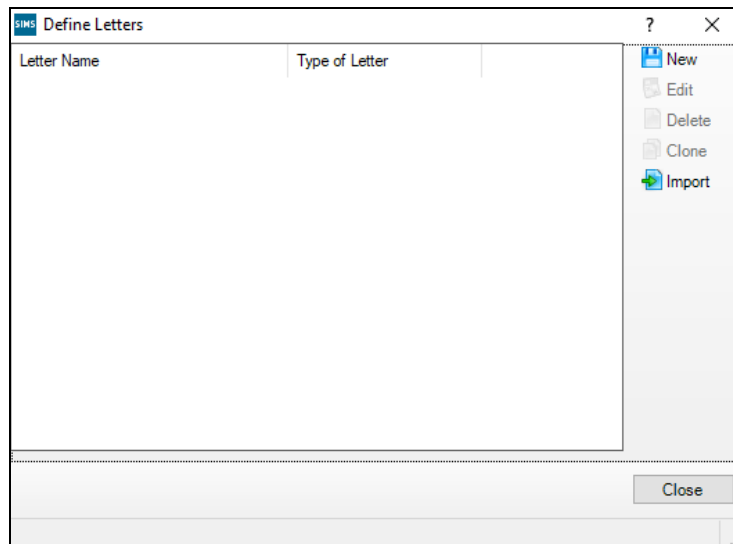 SIMS Define Letters ?
Letter Name Type of Letter
New
Edit
Delete
Clone
Import
Close